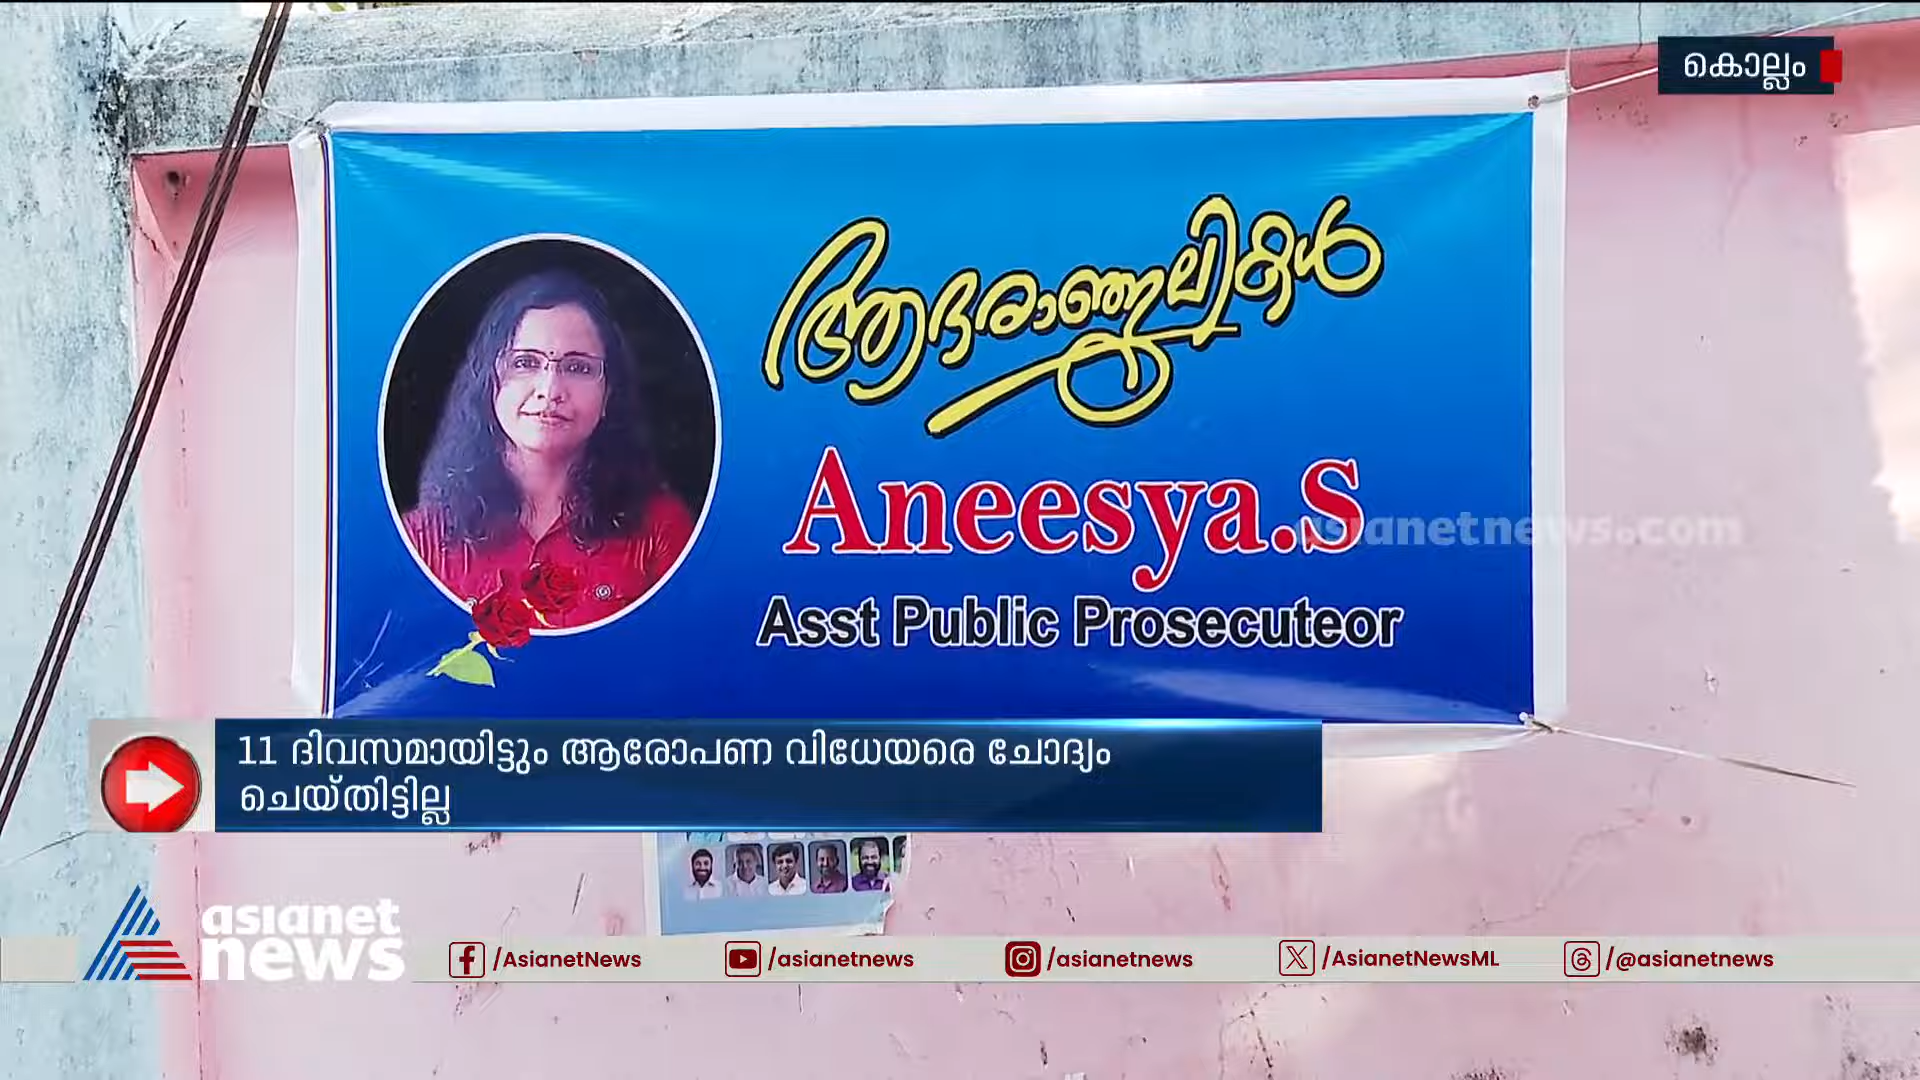 കൊല്ലം
ആദരാഞ്ജലികൾ
Aneesya.S
asianetnews.com
Asst Public Prosecuteor
11 ദിവസമായിട്ടും ആരോപണ വിധേയരെ ചോദ്യം
ചെയ്തിട്ടില്ല
asianet
news
/AsianetNews
/asianetnews
/asianetnews
/AsianetNewsML
/@asianetnews